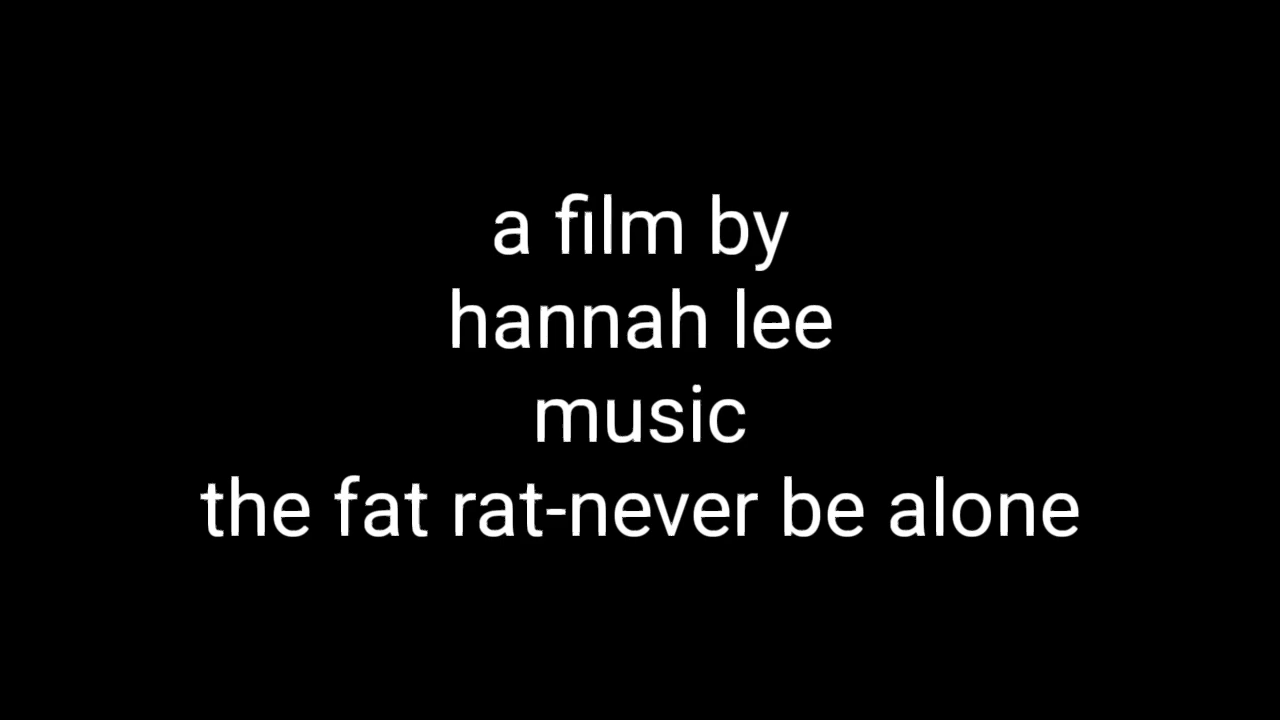 a film by
hannah lee
music
the fat rat-never be alone